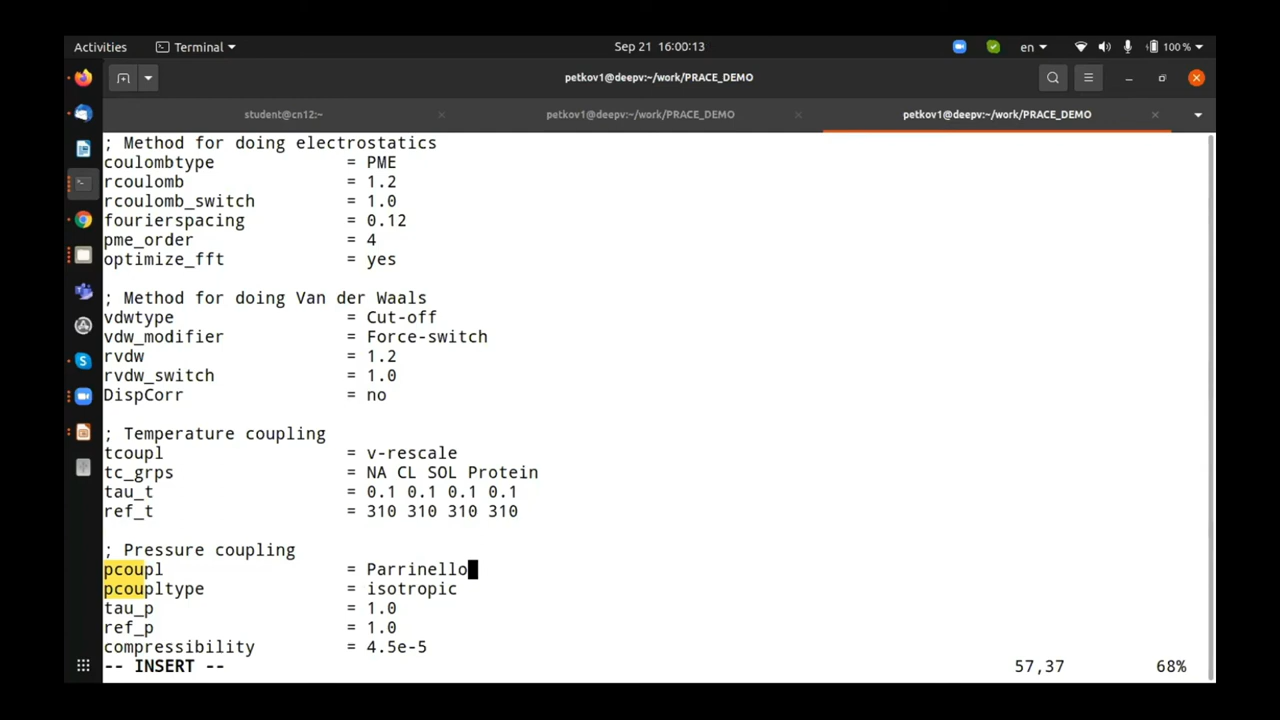 Activities
Terminal
Sep 21 16:00:13
en
100 %
petkov1@deepv:~/work/PRACE_DEMO
student@cn12:~
petkov1@deepv:~/work/PRACE_DEMO
petkov1@deepv:~/work/PRACE_DEMO
; Method for doing electrostatics
coulombtype = PME
rcoulomb = 1.2
rcoulomb_switch = 1.0
fourierspacing = 0.12
pme_order = 4
optimize_fft = yes
; Method for doing Van der Waals
vdwtype = Cut-off
vdw_modifier = Force-switch
rvdw = 1.2
rvdw_switch = 1.0
DispCorr = no
; Temperature coupling
tcoupl = v-rescale
tc_grps = NA CL SOL Protein
tau_t = 0.1 0.1 0.1 0.1
ref_t = 310 310 310 310
; Pressure coupling
pcoupl = Parrinello
pcoupltype = isotropic
tau_p = 1.0
ref_p = 1.0
compressibility = 4.5e-5
-- INSERT -- 57,37 68%